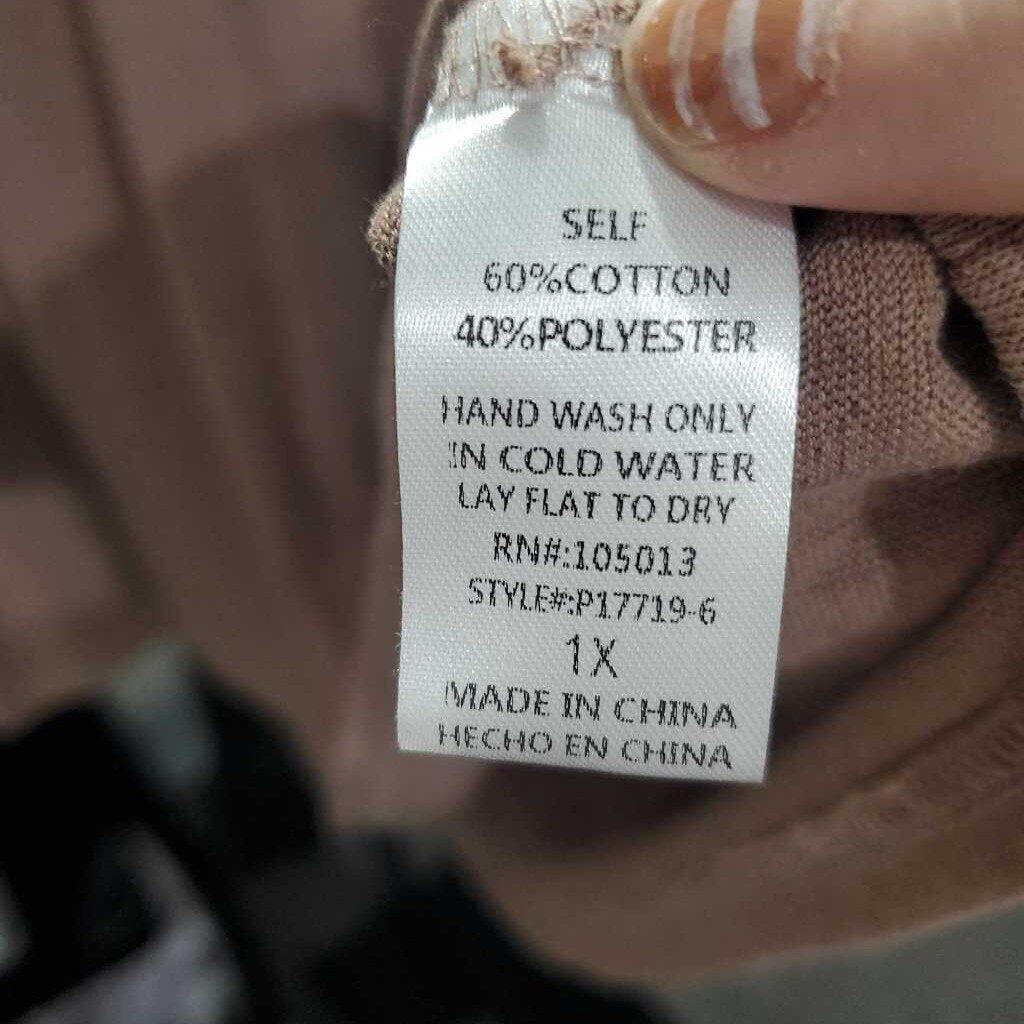 SELF
60%COTTON
40%POLYESTER
HAND WASH ONLY
IN COLD WATER
LAY FLAT TO DRY
RN#:105013
STYLE#:P17719-6
1X
MADE IN CHINA
HECHO EN CHINA